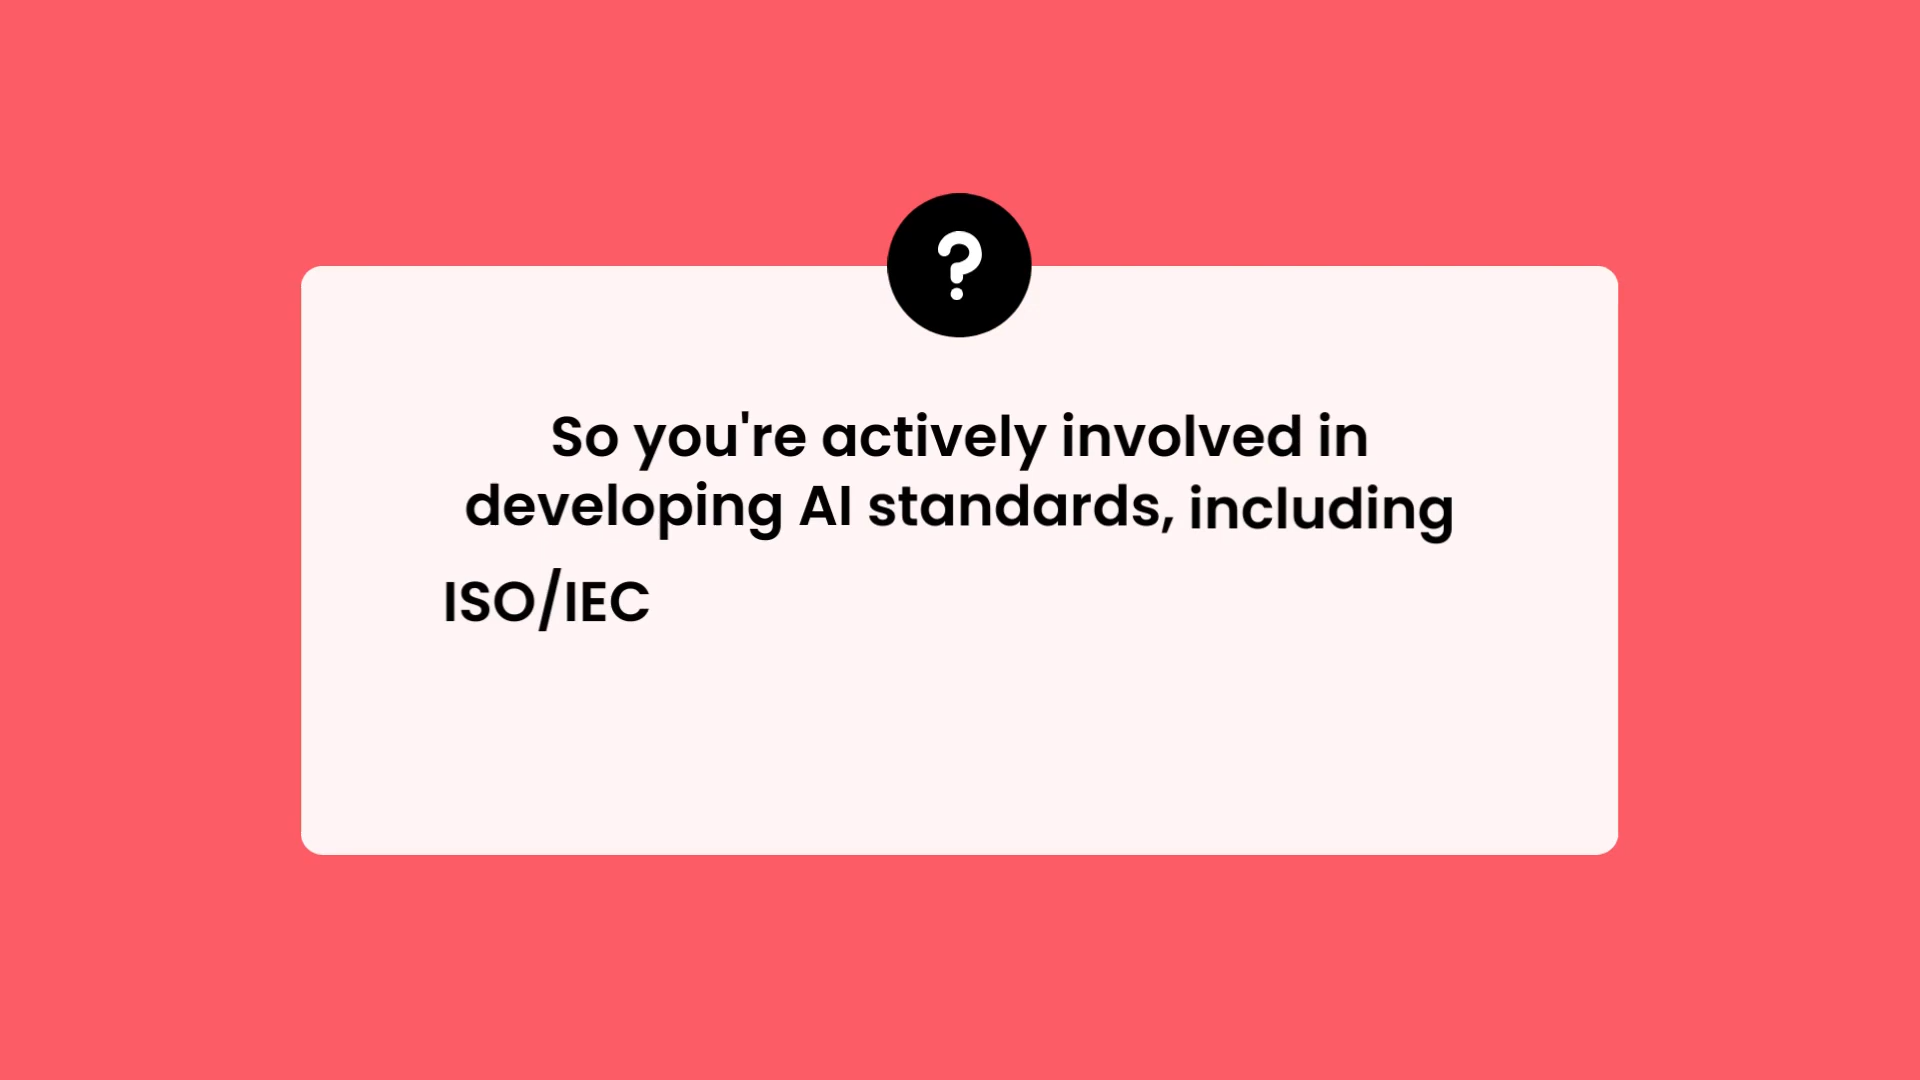 ?
So you're actively involved in
developing AI standards, including
ISO/IEC